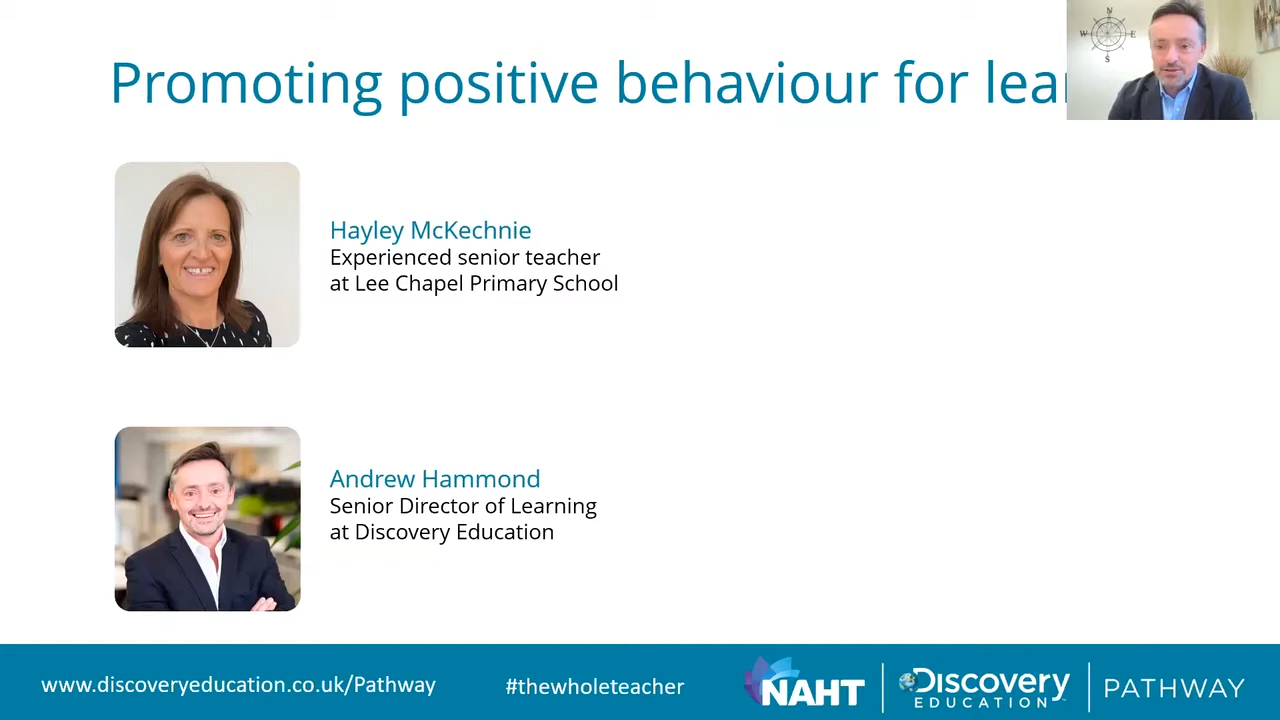 Promoting positive behaviour for lea
N
W E
S
Hayley McKechnie
Experienced senior teacher
at Lee Chapel Primary School
Andrew Hammond
Senior Director of Learning
at Discovery Education
www.discoveryeducation.co.uk/Pathway
#thewholeteacher
NAHT
Discovery
EDUCATION
PATHWAY